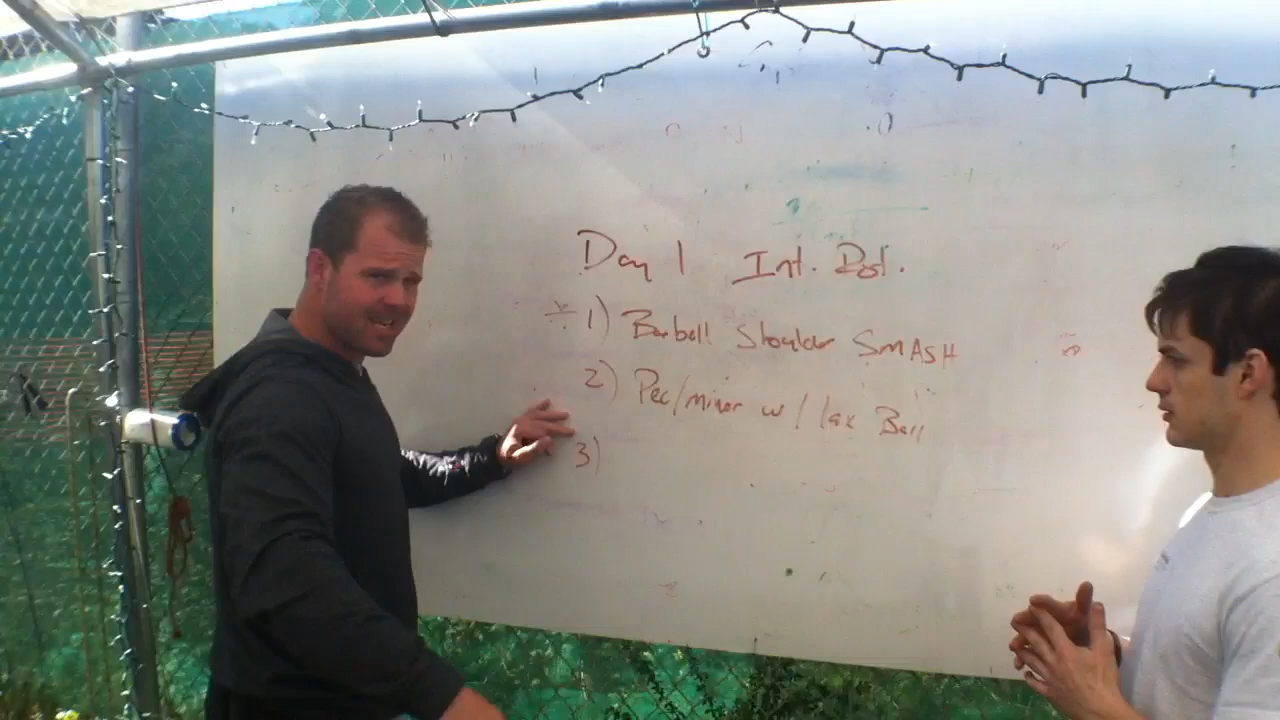 Day 1 Int. Rot.
* 1) Barbell Shoulder SMASH
2) Pec/minor w/ lax Ball
3)